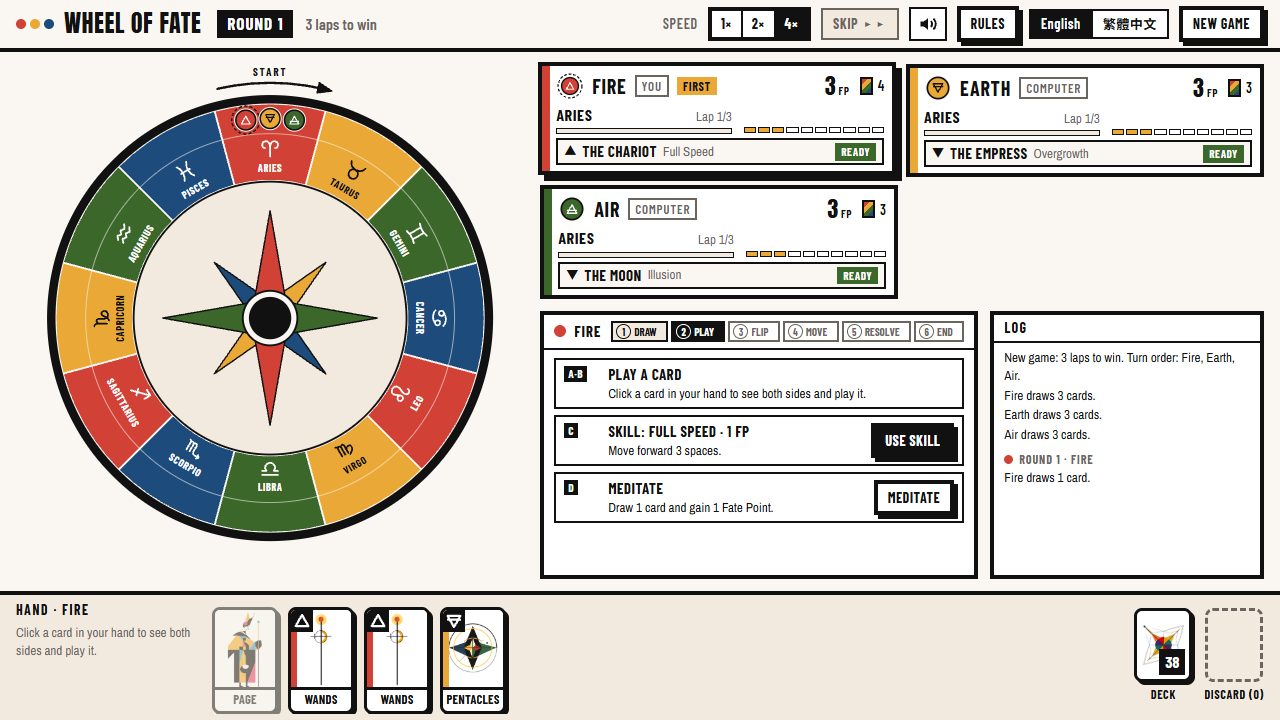 WHEEL OF FATE
ROUND 1
3 laps to win
SPEED
1×
2×
4×
SKIP ▸ ▸
RULES
English
繁體中文
NEW GAME
START
ARIES
TAURUS
GEMINI
CANCER
LEO
VIRGO
LIBRA
SCORPIO
SAGITTARIUS
CAPRICORN
AQUARIUS
PISCES
FIRE
YOU
FIRST
3 FP
4
ARIES
Lap 1/3
▲ THE CHARIOT Full Speed
READY
EARTH
COMPUTER
3 FP
3
ARIES
Lap 1/3
▼ THE EMPRESS Overgrowth
READY
AIR
COMPUTER
3 FP
3
ARIES
Lap 1/3
▼ THE MOON Illusion
READY
FIRE
1 DRAW
2 PLAY
3 FLIP
4 MOVE
5 RESOLVE
6 END
A-B
PLAY A CARD
Click a card in your hand to see both sides and play it.
C
SKILL: FULL SPEED · 1 FP
Move forward 3 spaces.
USE SKILL
D
MEDITATE
Draw 1 card and gain 1 Fate Point.
MEDITATE
LOG
New game: 3 laps to win. Turn order: Fire, Earth,
Air.
Fire draws 3 cards.
Earth draws 3 cards.
Air draws 3 cards.
ROUND 1 · FIRE
Fire draws 1 card.
HAND · FIRE
Click a card in your hand to see both
sides and play it.
PAGE
WANDS
WANDS
PENTACLES
38
DECK
DISCARD (0)